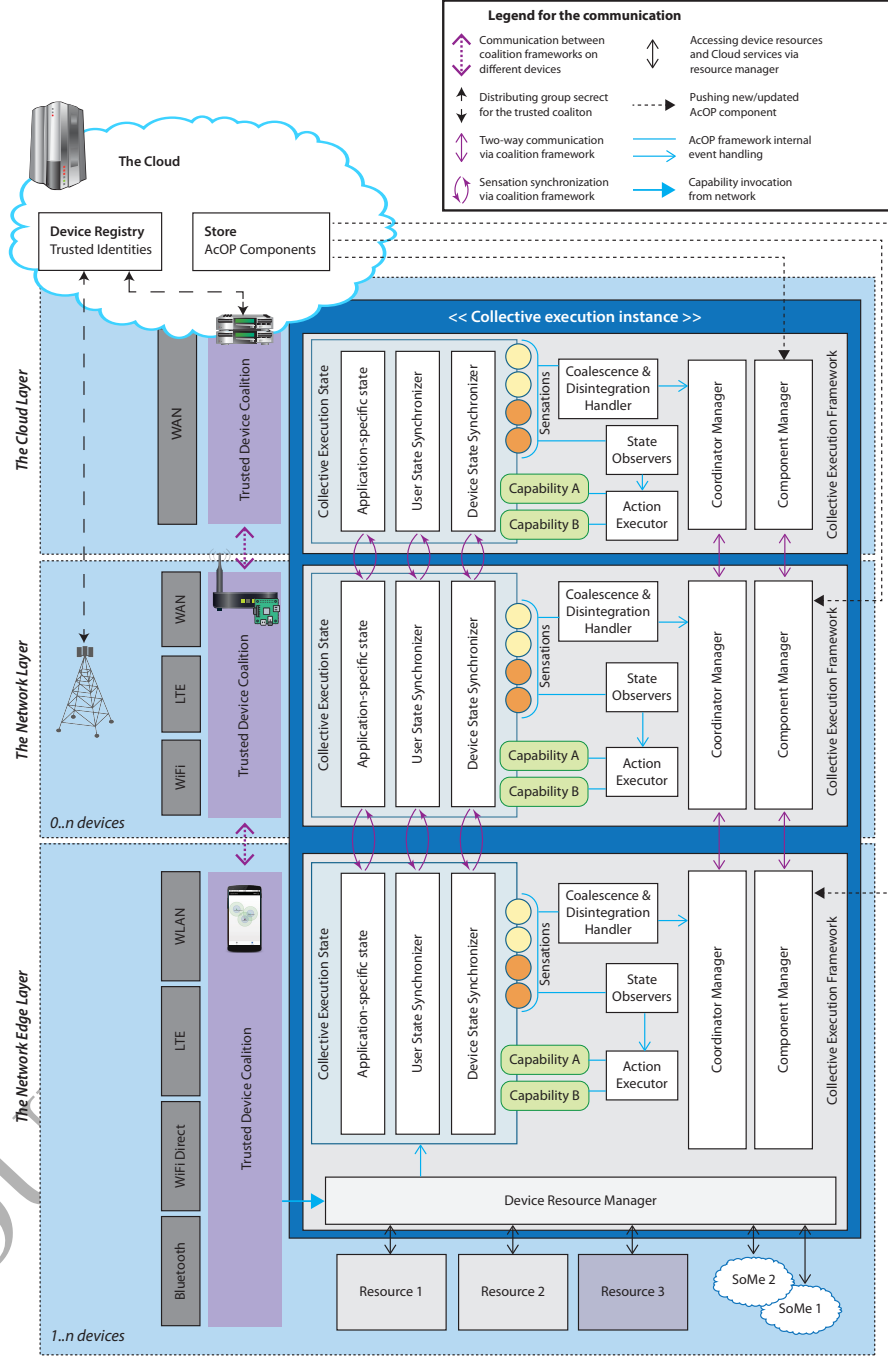 Legend for the communication
Communication between
coalition frameworks on
different devices
Accessing device resources
and Cloud services via
resource manager
Distributing group secrect
for the trusted coaliton
Pushing new/updated
AcOP component
Two-way communication
via coalition framework
AcOP framework internal
event handling
Sensation synchronization
via coalition framework
Capability invocation
from network
The Cloud
Device Registry
Trusted Identities
Store
AcOP Components
The Cloud Layer
WAN
Trusted Device Coalition
<< Collective execution instance >>
Collective Execution State
Application-specific state
User State Synchronizer
Device State Synchronizer
Sensations
Coalescence &
Disintegration
Handler
State
Observers
Capability A
Capability B
Action
Executor
Coordinator Manager
Component Manager
Collective Execution Framework
The Network Layer
WAN
LTE
WiFi
0..n devices
Trusted Device Coalition
Collective Execution State
Application-specific state
User State Synchronizer
Device State Synchronizer
Sensations
Coalescence &
Disintegration
Handler
State
Observers
Capability A
Capability B
Action
Executor
Coordinator Manager
Component Manager
Collective Execution Framework
The Network Edge Layer
WLAN
LTE
WiFi Direct
Bluetooth
1..n devices
Trusted Device Coalition
Collective Execution State
Application-specific state
User State Synchronizer
Device State Synchronizer
Sensations
Coalescence &
Disintegration
Handler
State
Observers
Capability A
Capability B
Action
Executor
Coordinator Manager
Component Manager
Collective Execution Framework
Device Resource Manager
Resource 1
Resource 2
Resource 3
SoMe 2
SoMe 1